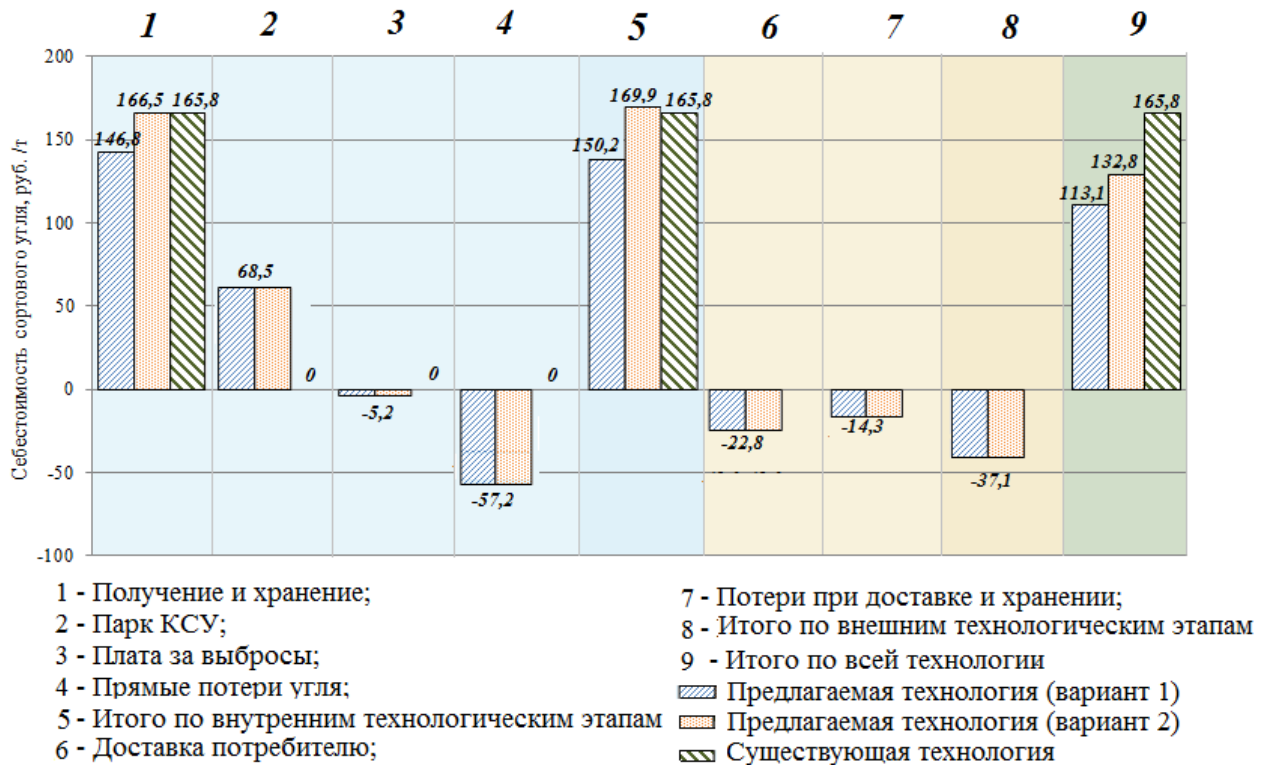 1 2 3 4 5 6 7 8 9
Себестоимость сортового угля, руб. /т
200
150
100
50
0
-50
-100
146,8 166,5 165,8
68,5 0
-5,2 0
-57,2 0
150,2 169,9 165,8
-22,8
-14,3
-37,1
113,1 132,8 165,8
1 - Получение и хранение;
2 - Парк КСУ;
3 - Плата за выбросы;
4 - Прямые потери угля;
5 - Итого по внутренним технологическим этапам
6 - Доставка потребителю;
7 - Потери при доставке и хранении;
8 - Итого по внешним технологическим этапам
9 - Итого по всей технологии
Предлагаемая технология (вариант 1)
Предлагаемая технология (вариант 2)
Существующая технология